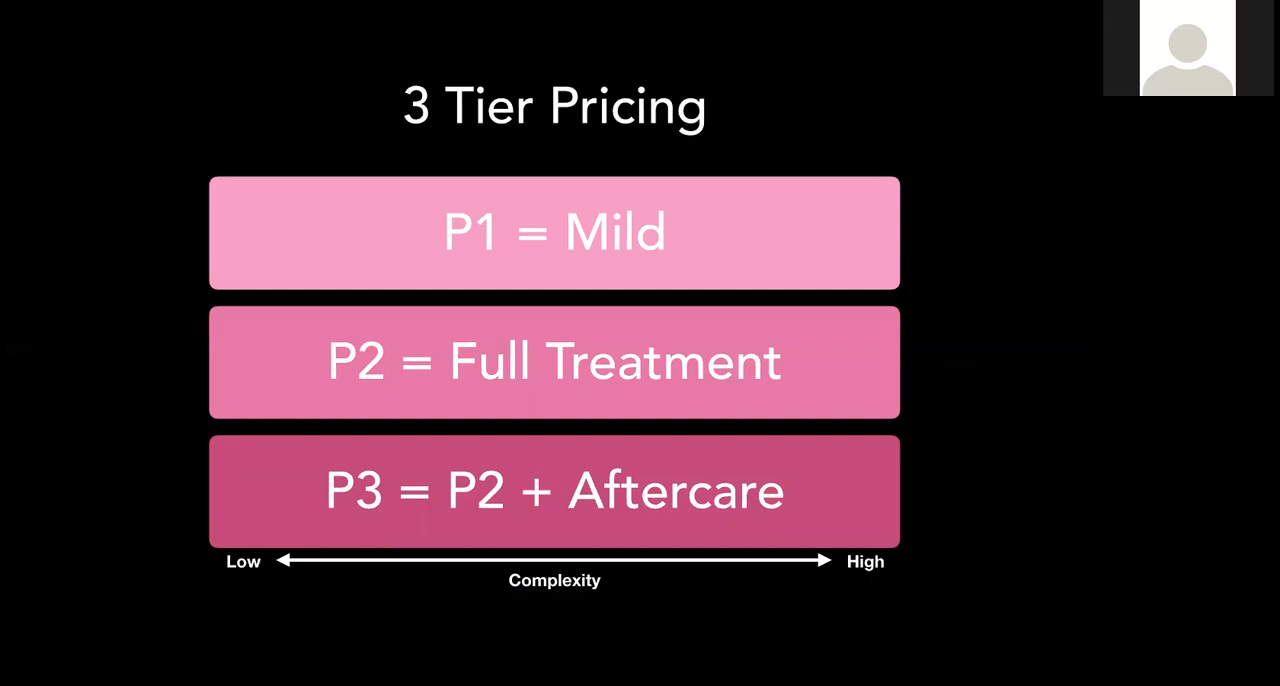 3 Tier Pricing
P1 = Mild
P2 = Full Treatment
P3 = P2 + Aftercare
Low High
Complexity